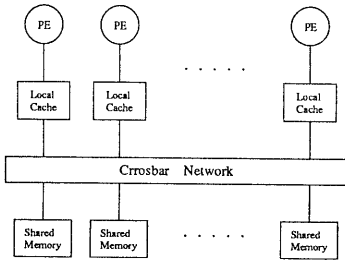 PE PE PE
Local Cache Local Cache Local Cache
Crrosbar Network
Shared Memory Shared Memory Shared Memory